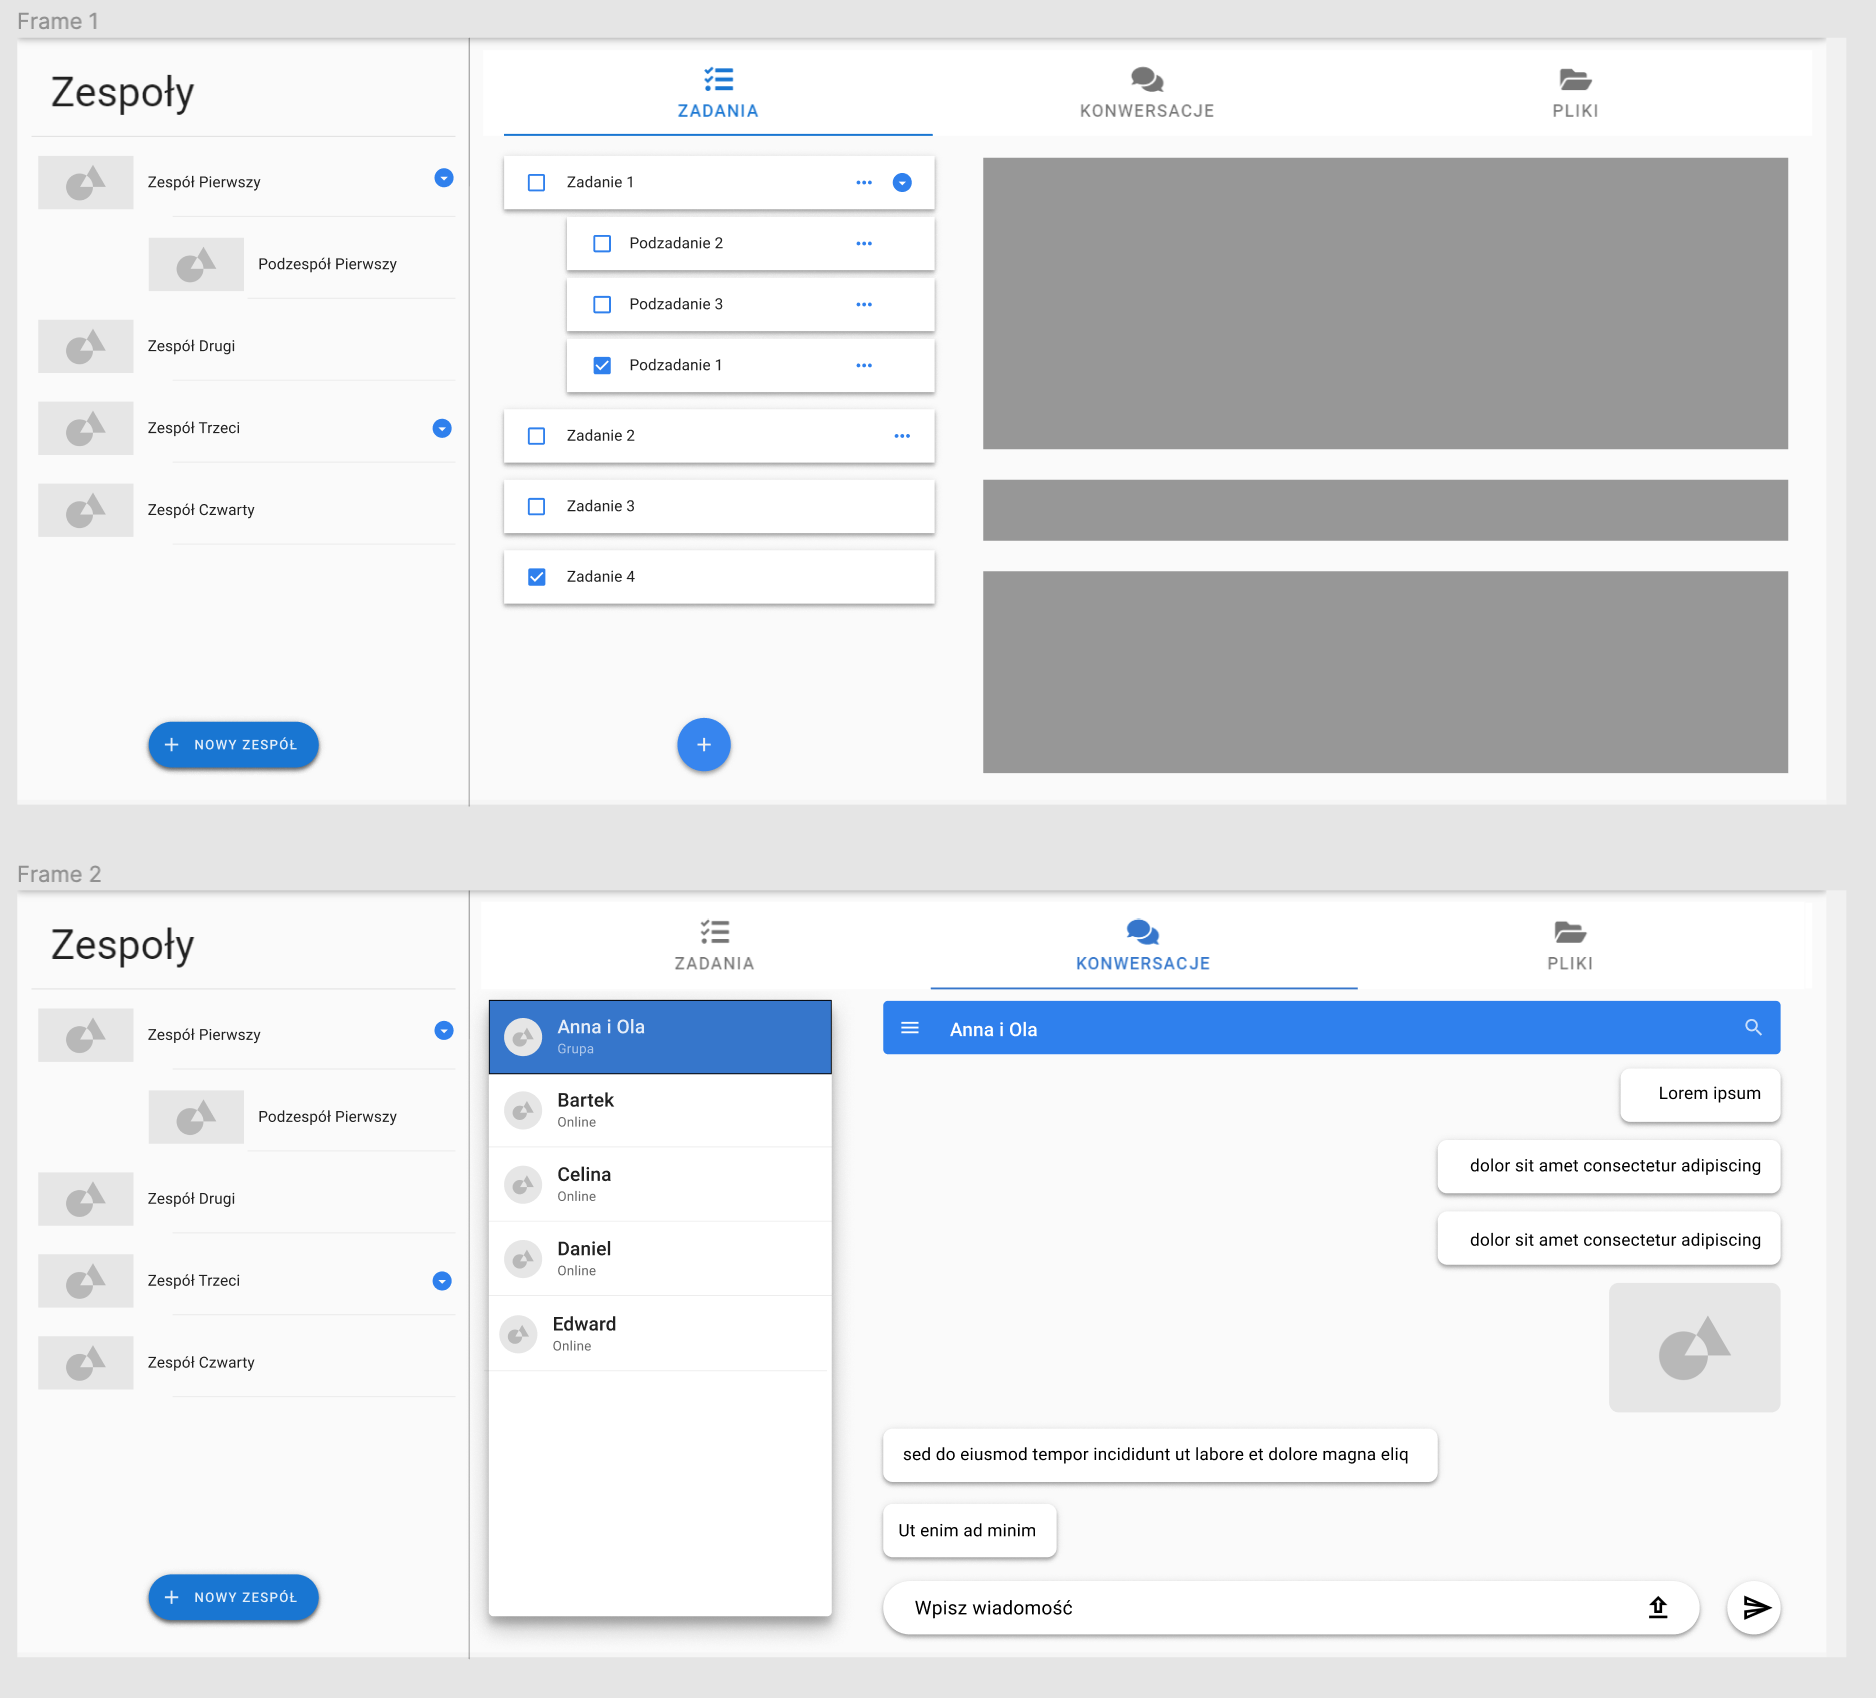 Frame 1
Zespoły
Zespół Pierwszy
Podzespół Pierwszy
Zespół Drugi
Zespół Trzeci
Zespół Czwarty
NOWY ZESPÓŁ
ZADANIA
KONWERSACJE
PLIKI
Zadanie 1
Podzadanie 2
Podzadanie 3
Podzadanie 1
Zadanie 2
Zadanie 3
Zadanie 4
Frame 2
Zespoły
Zespół Pierwszy
Podzespół Pierwszy
Zespół Drugi
Zespół Trzeci
Zespół Czwarty
NOWY ZESPÓŁ
ZADANIA
KONWERSACJE
PLIKI
Anna i Ola
Grupa
Bartek
Online
Celina
Online
Daniel
Online
Edward
Online
Anna i Ola
Lorem ipsum
dolor sit amet consectetur adipiscing
dolor sit amet consectetur adipiscing
sed do eiusmod tempor incididunt ut labore et dolore magna eliq
Ut enim ad minim
Wpisz wiadomość